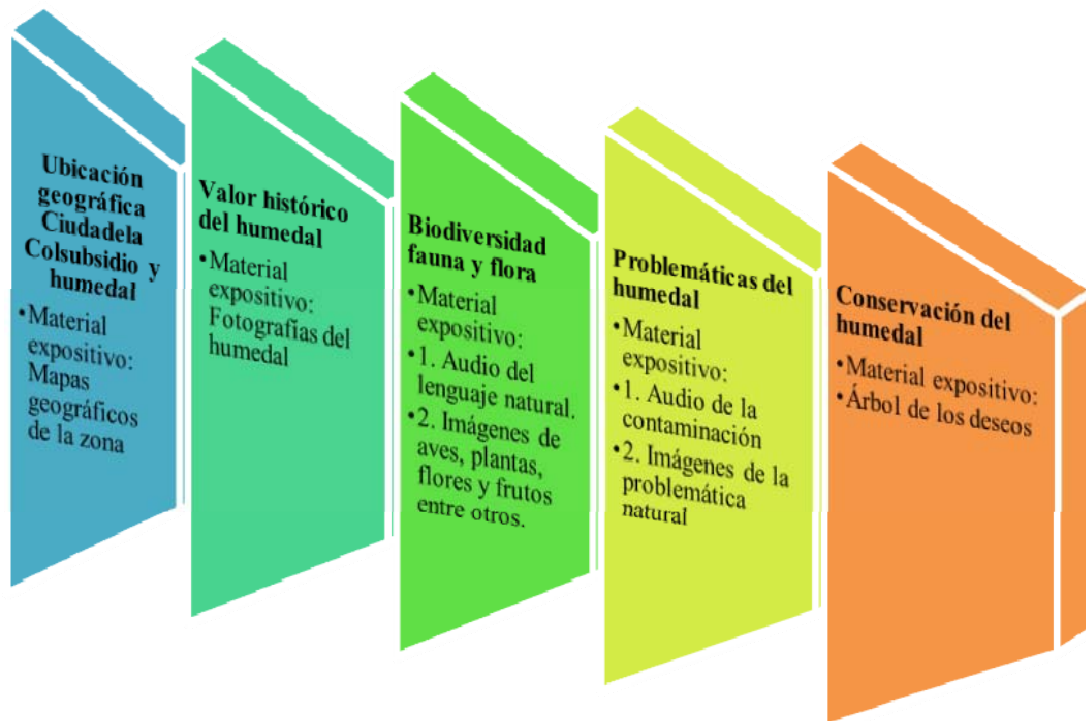 Ubicación
geográfica
Ciudadela
Colsubsidio y
humedal
•Material
expositivo:
Mapas
geográficos
de la zona
Valor histórico
del humedal
•Material
expositivo:
Fotografías del
humedal
Biodiversidad
fauna y flora
•Material
expositivo:
•1. Audio del
lenguaje natural.
•2. Imágenes de
aves, plantas,
flores y frutos
entre otros.
Problemáticas del
humedal
•Material
expositivo:
•1. Audio de la
contaminación
•2. Imágenes de la
problemática
natural
Conservación del
humedal
•Material expositivo:
•Árbol de los deseos